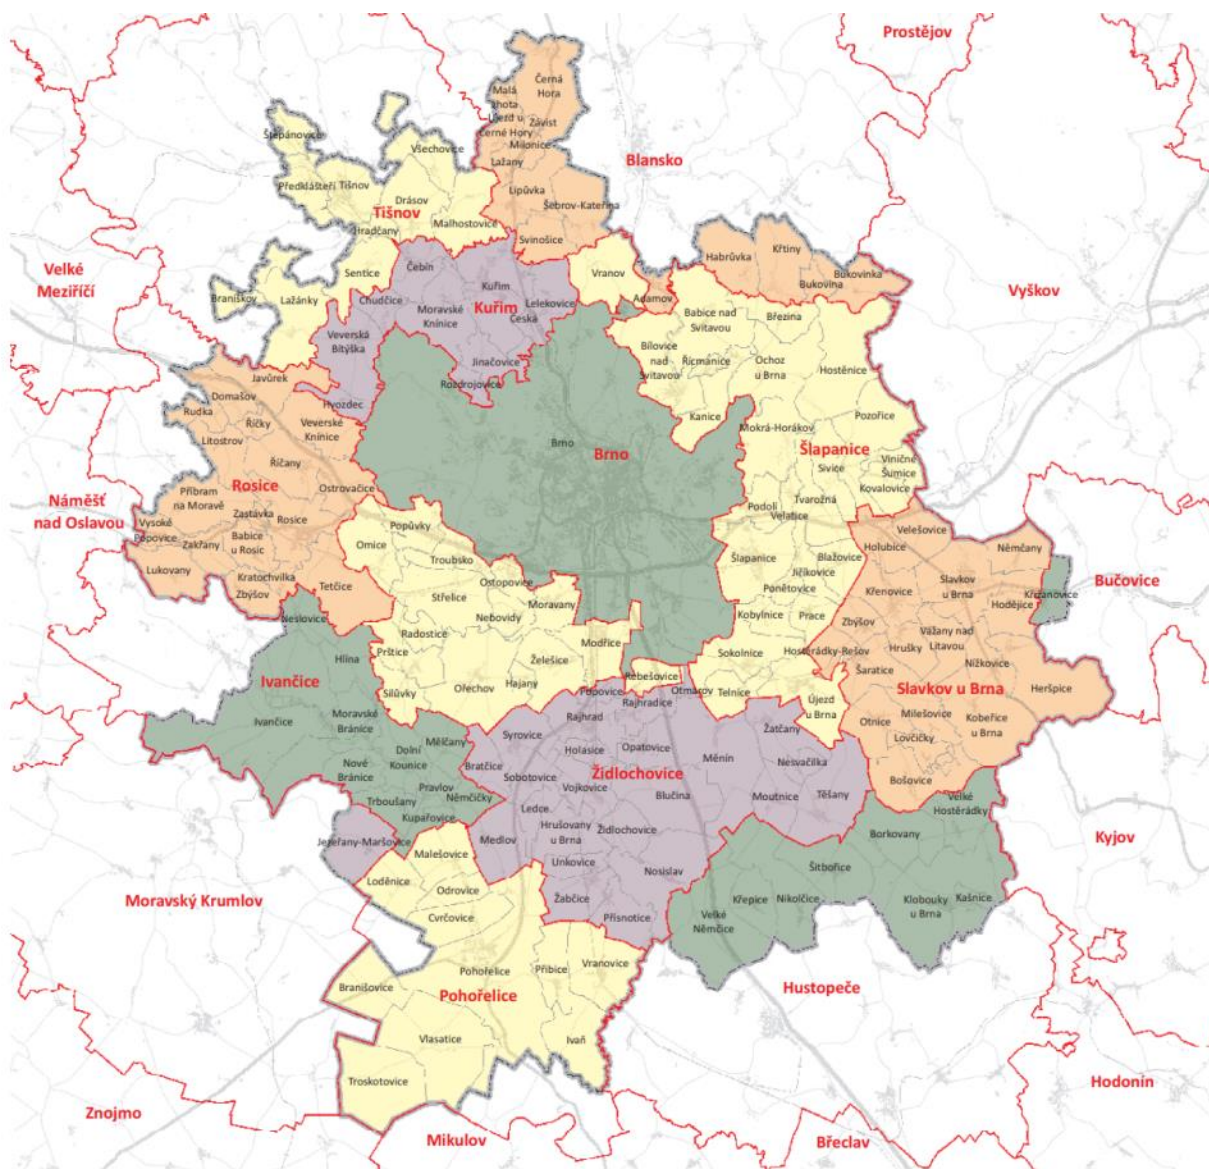 Prostějov
Černá
Hora
Malá
Lhota
Újezd u
Černé Hory
Závist
Milonice
Lažany
Blansko
Štěpánovice
Všechovice
Předklášteří
Tišnov
Lipůvka
Drásov
Šebrov-Kateřina
Tišnov
Malhostovice
Hradčany
Svinošice
Křtiny
Habrůvka
Bukovinka
Bukovina
Velké
Meziříčí
Sentice
Čebín
Vranov
Kuřim
Adamov
Vyškov
Braníškov
Lažánky
Chudčice
Moravské
Knínice
Kuřim
Lelekovice
Česká
Babice nad
Svitavou
Březina
Veverská
Bítýška
Bílovice
nad
Svitavou
Řícmanice
Ochoz
u Brna
Hostěnice
Jinačovice
Rozdrojovice
Javůrek
Domašov
Hvozdec
Rudka
Říčky
Veverské
Knínice
Kanice
Pozořice
Litostrov
Mokrá-Horákov
Brno
Brno
Šlapanice
Sivice
Viničné
Šumice
Kovalovice
Říčany
Rosice
Ostrovačice
Příbram
na Moravě
Tvarožná
Podolí
Velatice
Náměšť
nad Oslavou
Vysoké
Popovice
Zastávka
Rosice
Popůvky
Velešovice
Holubice
Babice
u Rosic
Zakřany
Omice
Troubsko
Němčany
Šlapanice
Blažovice
Jiříkovice
Lukovany
Kratochvilka
Zbýšov
Tetčice
Ostopovice
Ponětovice
Slavkov
u Brna
Křenovice
Bučovice
Křižanovice
Hodějice
Střelice
Moravany
Nebovidy
Neslovice
Kobylnice
Prace
Zbýšov
Vážany nad
Litavou
Radostice
Modřice
Prštice
Hrušky
Hlína
Želešice
Sokolnice
Hostěrádky-Rešov
Nížkovice
Šaratice
Ivančice
Rebešovice
Silůvky
Ořechov
Hajany
Popovice
Rajhradice
Otmarov
Telnice
Újezd
u Brna
Slavkov u Brna
Heršpice
Ivančice
Moravské
Bránice
Rajhrad
Otnice
Milešovice
Kobeřice
u Brna
Syrovice
Žatčany
Lovčičky
Mělčany
Dolní
Kounice
Holasice
Opatovice
Měnín
Nesvačilka
Bratčice
Nové
Bránice
Sobotovice
Židlochovice
Bošovice
Pravlov
Němčičky
Vojkovice
Blučina
Moutnice
Těšany
Velké
Hostěrádky
Trboušany
Kupařovice
Ledce
Hrušovany
u Brna
Židlochovice
Borkovany
Kyjov
Jezeřany-Maršovice
Medlov
Malešovice
Unkovice
Šitbořice
Loděnice
Nosislav
Odrovice
Moravský Krumlov
Žabčice
Křepice
Nikolčice
Klobouky
u Brna
Kašnice
Cvrčovice
Přísnotice
Velké
Němčice
Pohořelice
Přibice
Vranovice
Branišovice
Pohořelice
Hustopeče
Vlasatice
Ivaň
Troskotovice
Hodonín
Znojmo
Mikulov
Břeclav